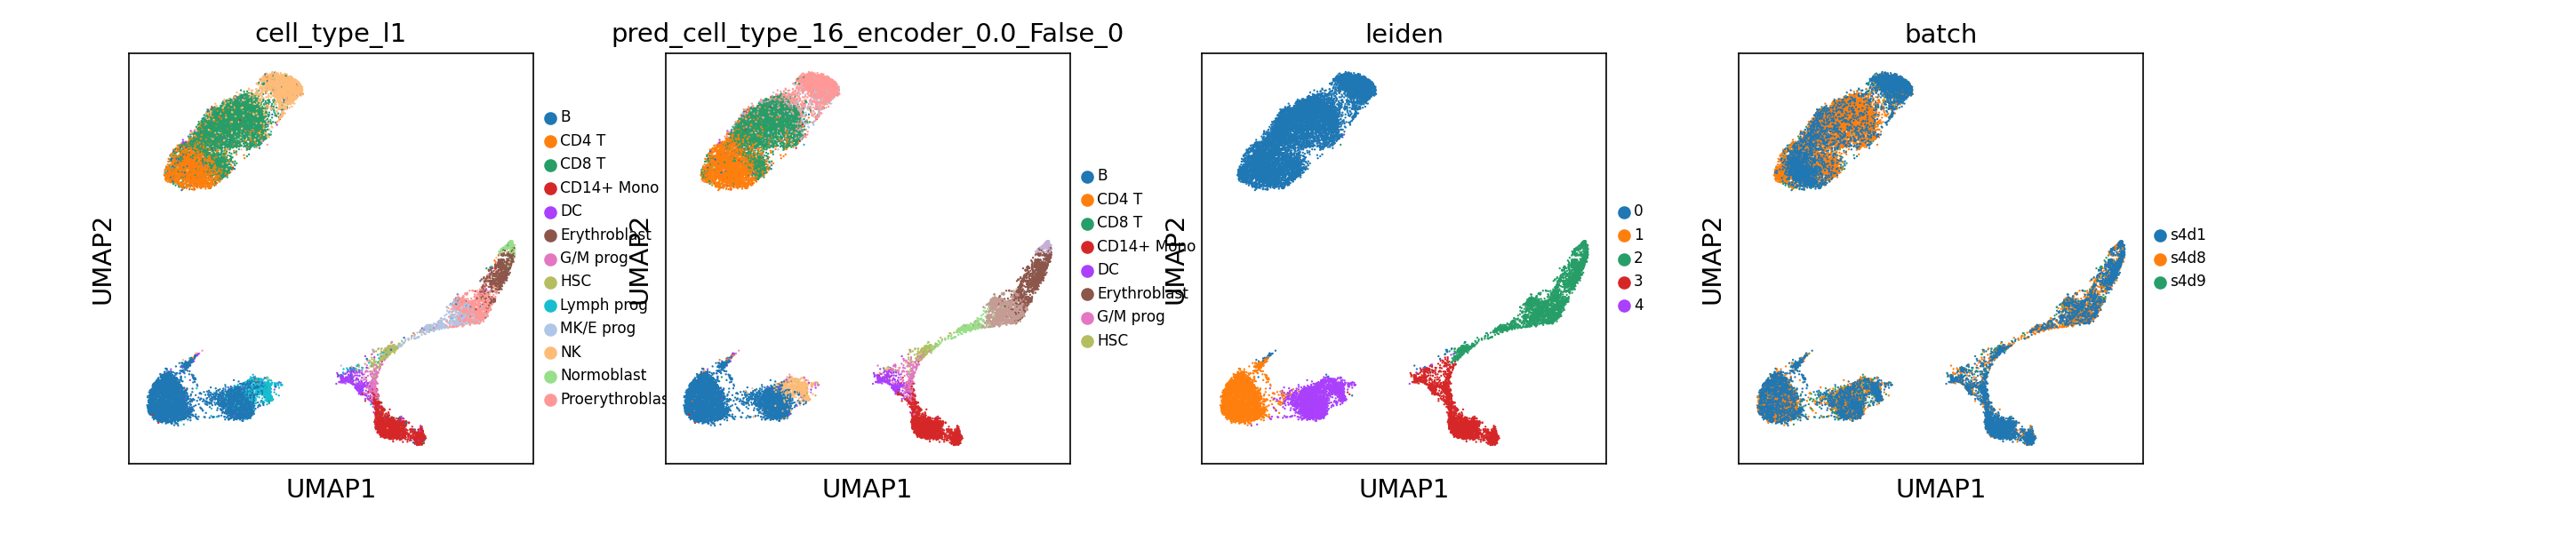 cell_type_l1
UMAP2
UMAP1
B
CD4 T
CD8 T
CD14+ Mono
DC
Erythroblast
G/M prog
HSC
Lymph prog
MK/E prog
NK
Normoblast
Proerythroblas
pred_cell_type_16_encoder_0.0_False_0
UMAP2
UMAP1
B
CD4 T
CD8 T
CD14+ Mono
DC
Erythroblast
G/M prog
HSC
leiden
UMAP2
UMAP1
0
1
2
3
4
batch
UMAP2
UMAP1
s4d1
s4d8
s4d9